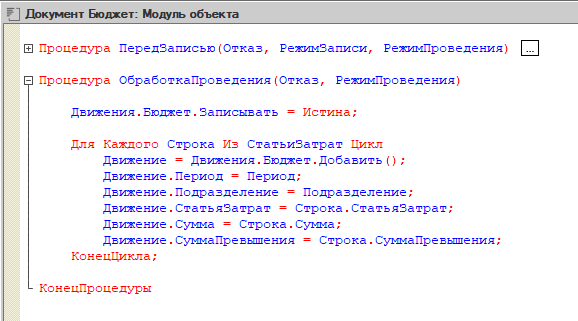 Документ Бюджет: Модуль объекта
Процедура ПередЗаписью(Отказ, РежимЗаписи, РежимПроведения) ...
Процедура ОбработкаПроведения(Отказ, РежимПроведения)
Движения.Бюджет.Записывать = Истина;
Для Каждого Строка Из СтатьиЗатрат Цикл
Движение = Движения.Бюджет.Добавить();
Движение.Период = Период;
Движение.Подразделение = Подразделение;
Движение.СтатьяЗатрат = Строка.СтатьяЗатрат;
Движение.Сумма = Строка.Сумма;
Движение.СуммаПревышения = Строка.СуммаПревышения;
КонецЦикла;
КонецПроцедуры